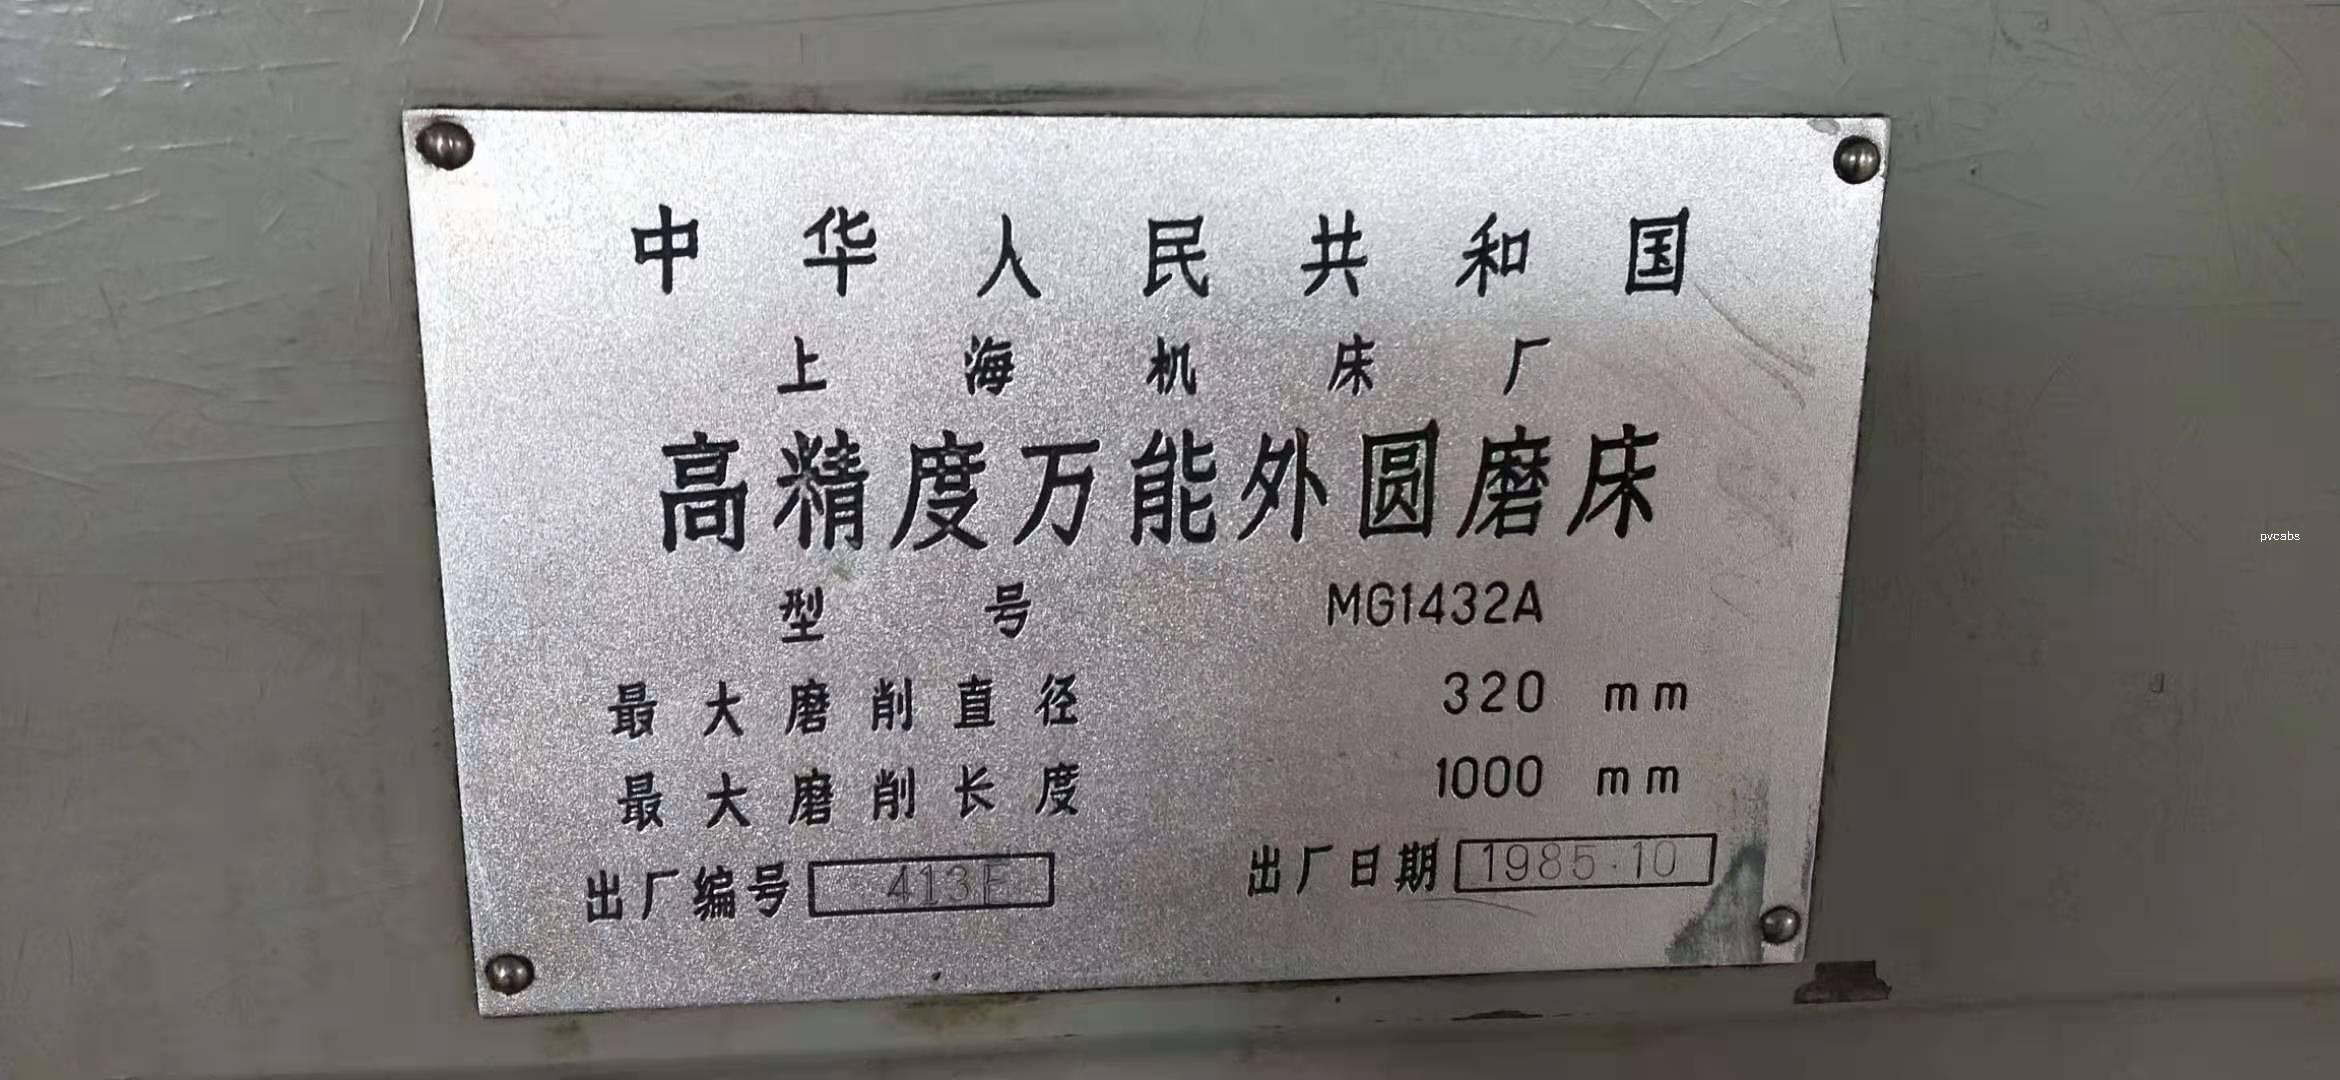 中华人民共和国
上海机床厂
高精度万能外圆磨床
型号 MG1432A
最大磨削直径 320 mm
最大磨削长度 1000 mm
出厂编号 413E 出厂日期 1985·10
pvcabs